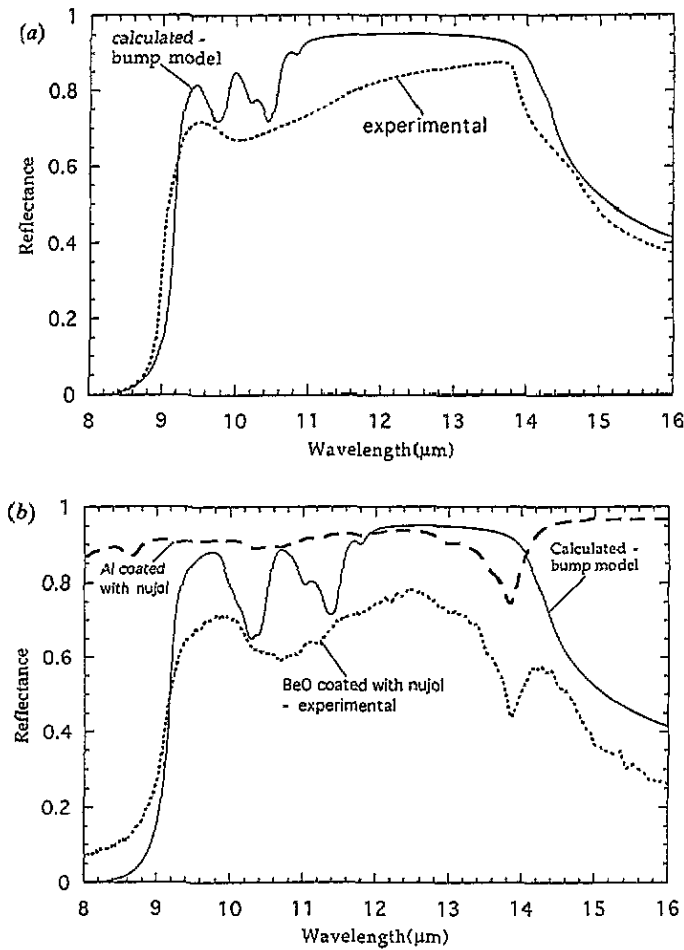 (a)
calculated -
bump model
experimental
Reflectance
1
0.8
0.6
0.4
0.2
0
8 9 10 11 12 13 14 15 16
Wavelength(µm)
(b)
Al coated
with nujol
Calculated -
bump model
BeO coated with nujol
- experimental
Reflectance
1
0.8
0.6
0.4
0.2
0
8 9 10 11 12 13 14 15 16
Wavelength(µm)